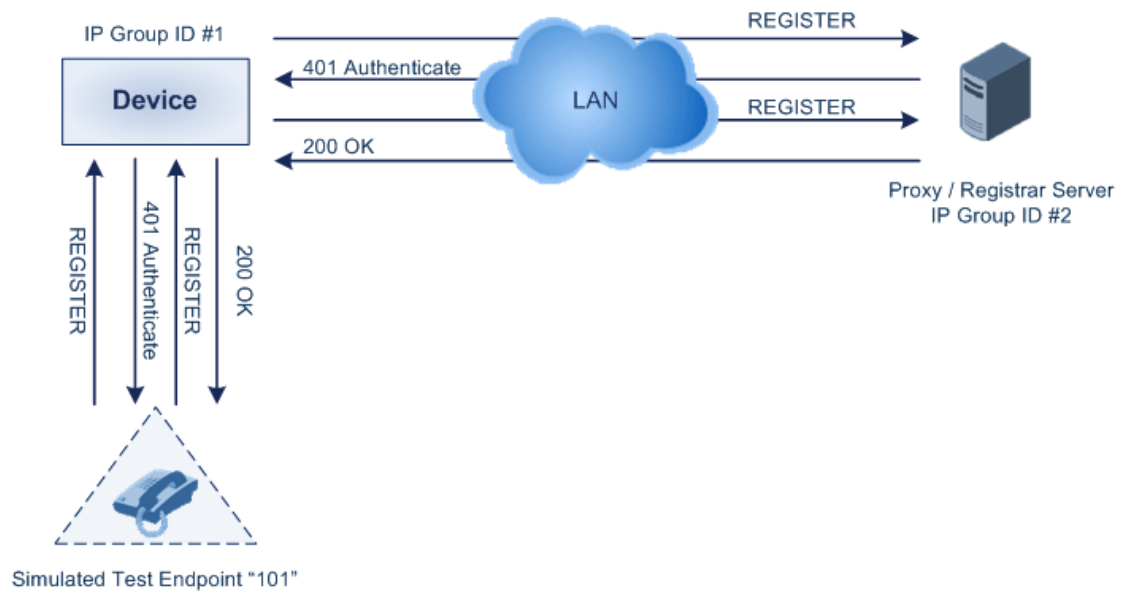 IP Group ID #1
REGISTER
401 Authenticate
Device
LAN
REGISTER
200 OK
Proxy / Registrar Server
IP Group ID #2
REGISTER
401 Authenticate
REGISTER
200 OK
Simulated Test Endpoint “101”